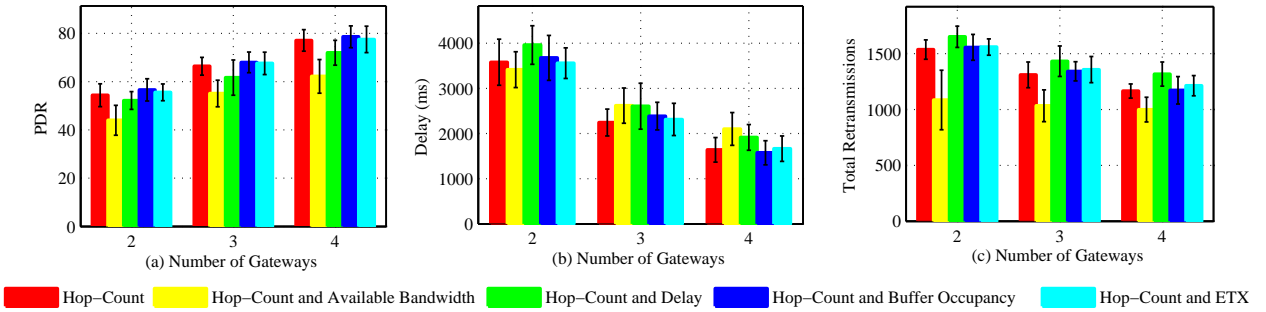 80
60
40
20
0
PDR
2 3 4
(a) Number of Gateways
4000
3000
2000
1000
0
Delay (ms)
2 3 4
(b) Number of Gateways
1500
1000
500
0
Total Retransmissions
2 3 4
(c) Number of Gateways
Hop−Count
Hop−Count and Available Bandwidth
Hop−Count and Delay
Hop−Count and Buffer Occupancy
Hop−Count and ETX